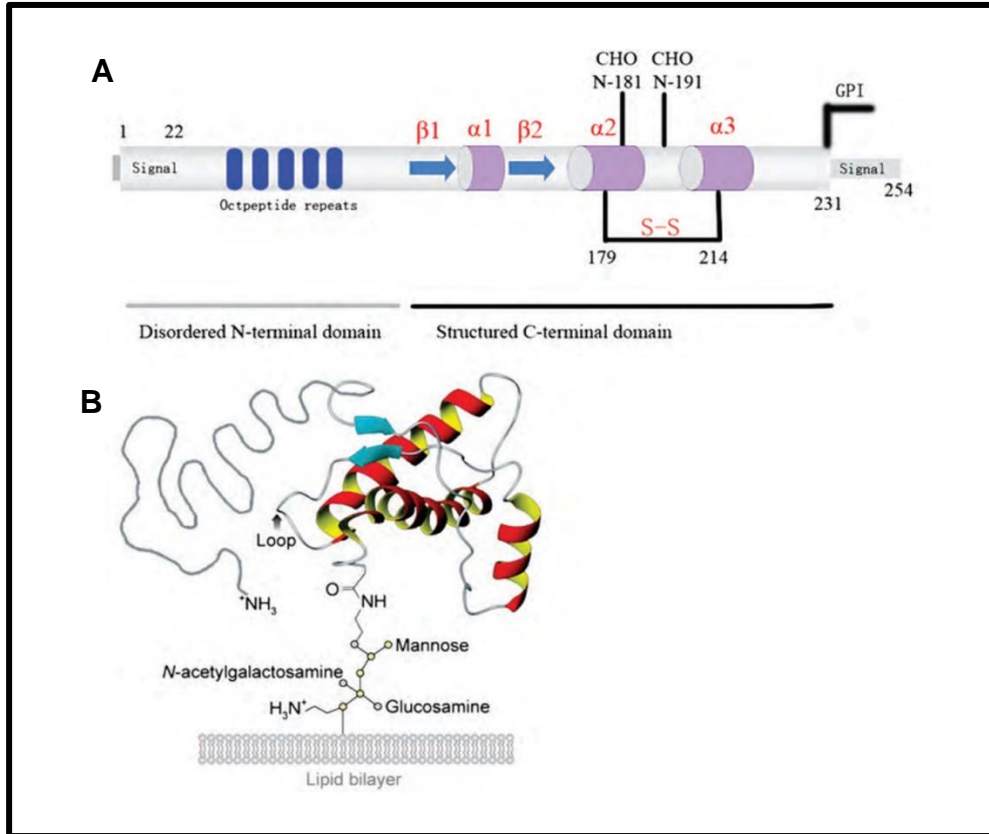 A
CHO CHO
N-181 N-191
GPI
1 22 β1 α1 β2 α2 α3
Signal
Signal
Octpeptide repeats
254
231
S-S
179 214
Disordered N-terminal domain Structured C-terminal domain
B
Loop
+NH3
O
NH
Mannose
N-acetylgalactosamine
H3N+
Glucosamine
Lipid bilayer